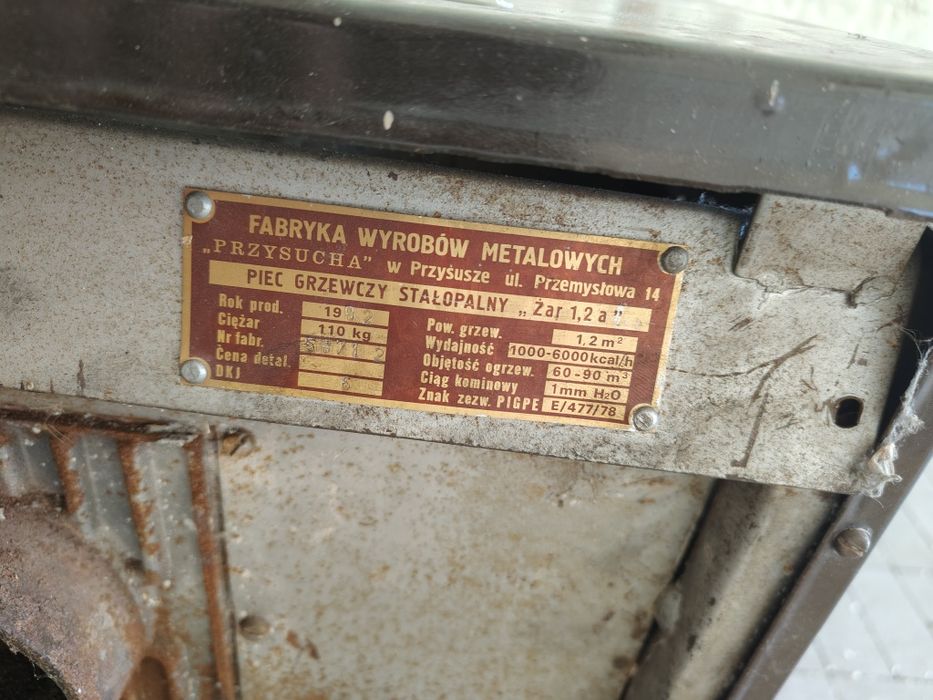 FABRYKA WYROBÓW METALOWYCH
„PRZYSUCHA” w Przysusze ul. Przemysłowa 14
PIEC GRZEWCZY STAŁOPALNY „Żar 1,2 a”
Rok prod. 1982
Ciężar 110 kg
Nr fabr.
Cena detal.
DKJ
Pow. grzew. 1,2 m²
Wydajność 1000-6000kcal/h
Objętość ogrzew. 60-90 m³
Ciąg kominowy 1mm H₂O
Znak zezw. PIGPE E/477/78